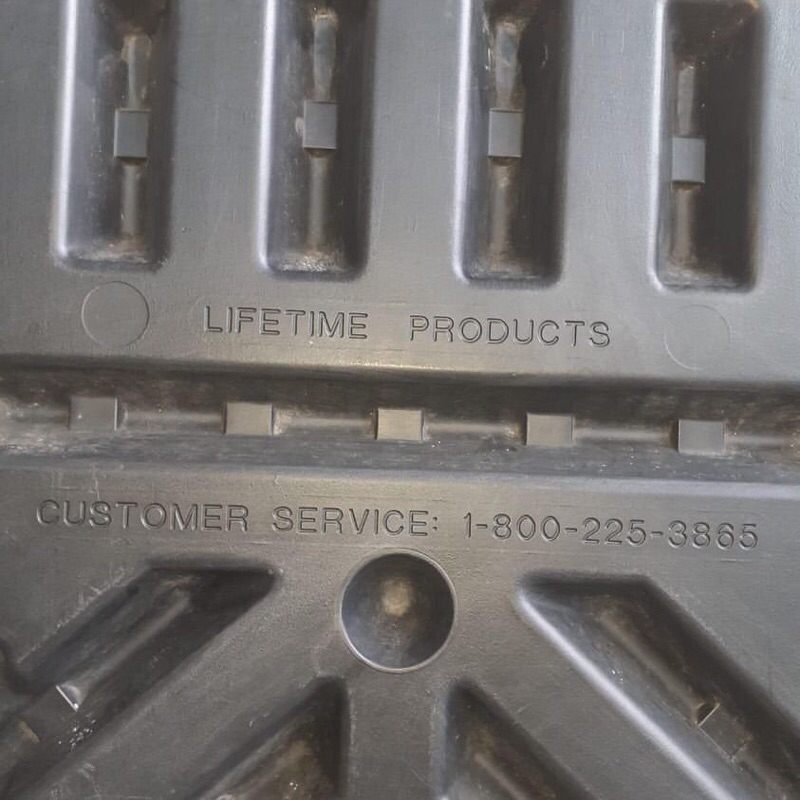 LIFETIME PRODUCTS
CUSTOMER SERVICE: 1-800-225-3865